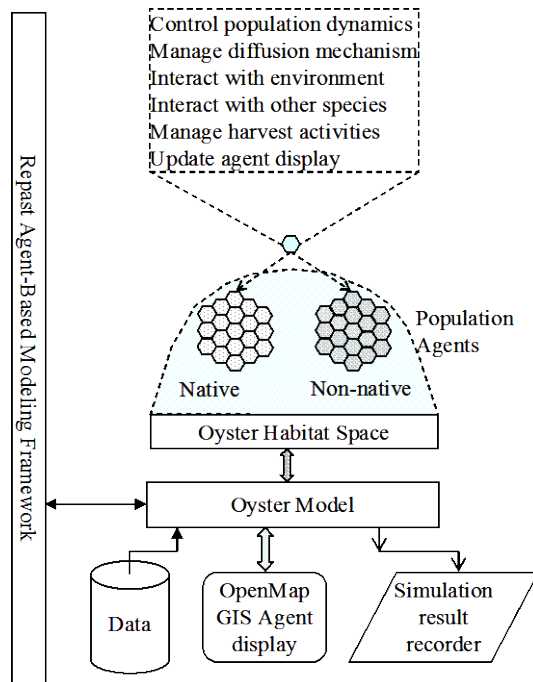 Control population dynamics
Manage diffusion mechanism
Interact with environment
Interact with other species
Manage harvest activities
Update agent display
Repast Agent-Based Modeling Framework
Population
Agents
Native
Non-native
Oyster Habitat Space
Oyster Model
Data
OpenMap
GIS Agent
display
Simulation
result
recorder